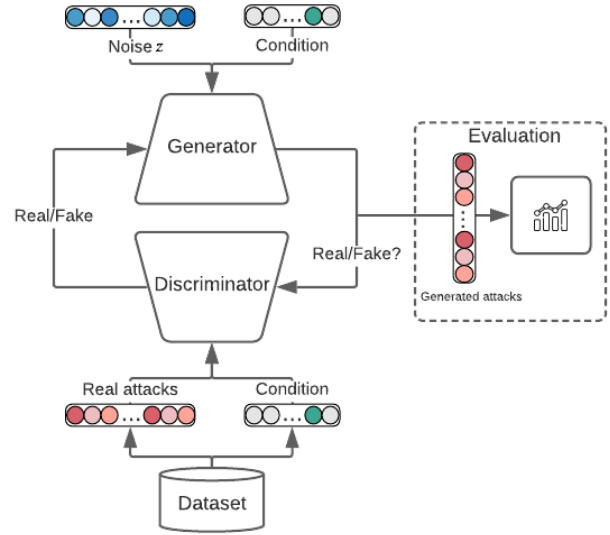 Noise z
Condition
Generator
Evaluation
Real/Fake
Real/Fake?
Discriminator
Generated attacks
Real attacks
Condition
Dataset